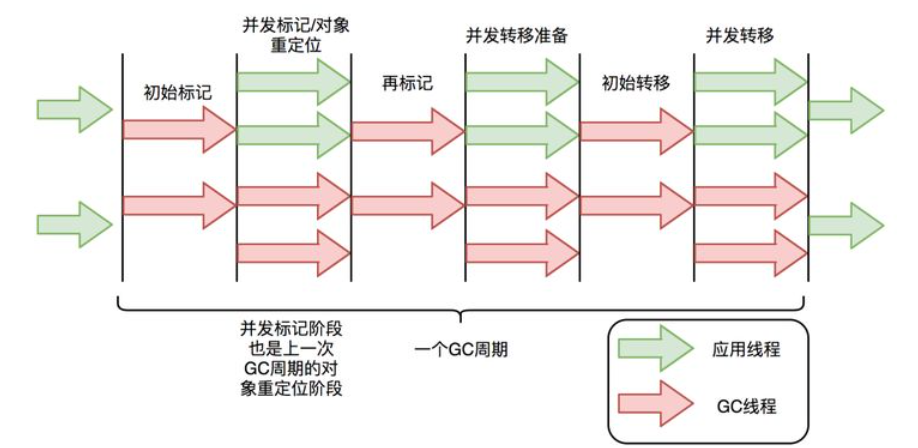 并发标记/对象
重定位
并发转移准备
并发转移
初始标记
再标记
初始转移
并发标记阶段
也是上一次
GC周期的对
象重定位阶段
一个GC周期
应用线程
GC线程